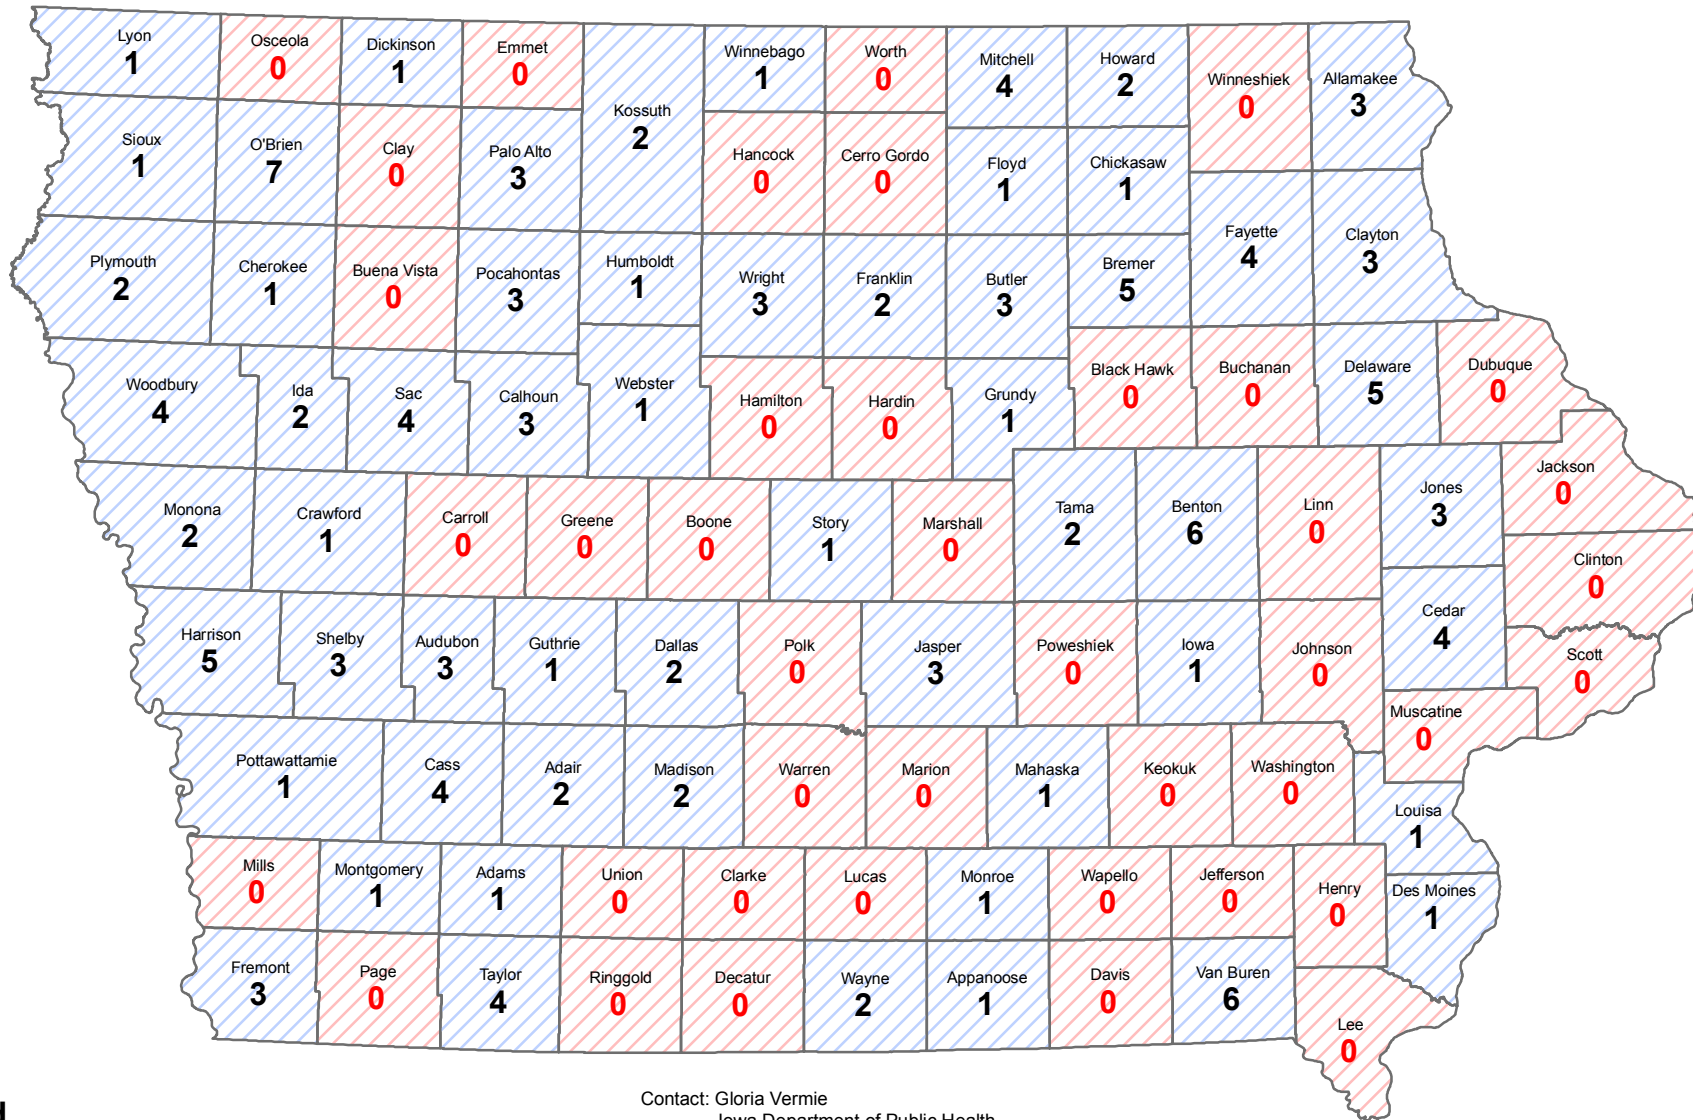 Lyon
1
Osceola
0
Dickinson
1
Emmet
0
Kossuth
2
Winnebago
1
Worth
0
Mitchell
4
Howard
2
Winneshiek
0
Allamakee
3
Sioux
1
O'Brien
7
Clay
0
Palo Alto
3
Hancock
0
Cerro Gordo
0
Floyd
1
Chickasaw
1
Plymouth
2
Cherokee
1
Buena Vista
0
Pocahontas
3
Humboldt
1
Wright
3
Franklin
2
Butler
3
Bremer
5
Fayette
4
Clayton
3
Woodbury
4
Ida
2
Sac
4
Calhoun
3
Webster
1
Hamilton
0
Hardin
0
Grundy
1
Black Hawk
0
Buchanan
0
Delaware
5
Dubuque
0
Monona
2
Crawford
1
Carroll
0
Greene
0
Boone
0
Story
1
Marshall
0
Tama
2
Benton
6
Linn
0
Jones
3
Jackson
0
Clinton
0
Harrison
5
Shelby
3
Audubon
3
Guthrie
1
Dallas
2
Polk
0
Jasper
3
Poweshiek
0
Iowa
1
Johnson
0
Cedar
4
Scott
0
Muscatine
0
Pottawattamie
1
Cass
4
Adair
2
Madison
2
Warren
0
Marion
0
Mahaska
1
Keokuk
0
Washington
0
Louisa
1
Mills
0
Montgomery
1
Adams
1
Union
0
Clarke
0
Lucas
0
Monroe
1
Wapello
0
Jefferson
0
Henry
0
Des Moines
1
Fremont
3
Page
0
Taylor
4
Ringgold
0
Decatur
0
Wayne
2
Appanoose
1
Davis
0
Van Buren
6
Lee
0
Contact: Gloria Vermie
Iowa Department of Public Health